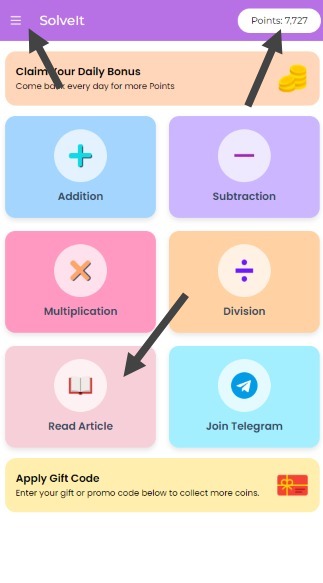 SolveIt
Points: 7,727
Claim Your Daily Bonus
Come back every day for more Points
Addition
Subtraction
Multiplication
Division
Read Article
Join Telegram
Apply Gift Code
Enter your gift or promo code below to collect more coins.